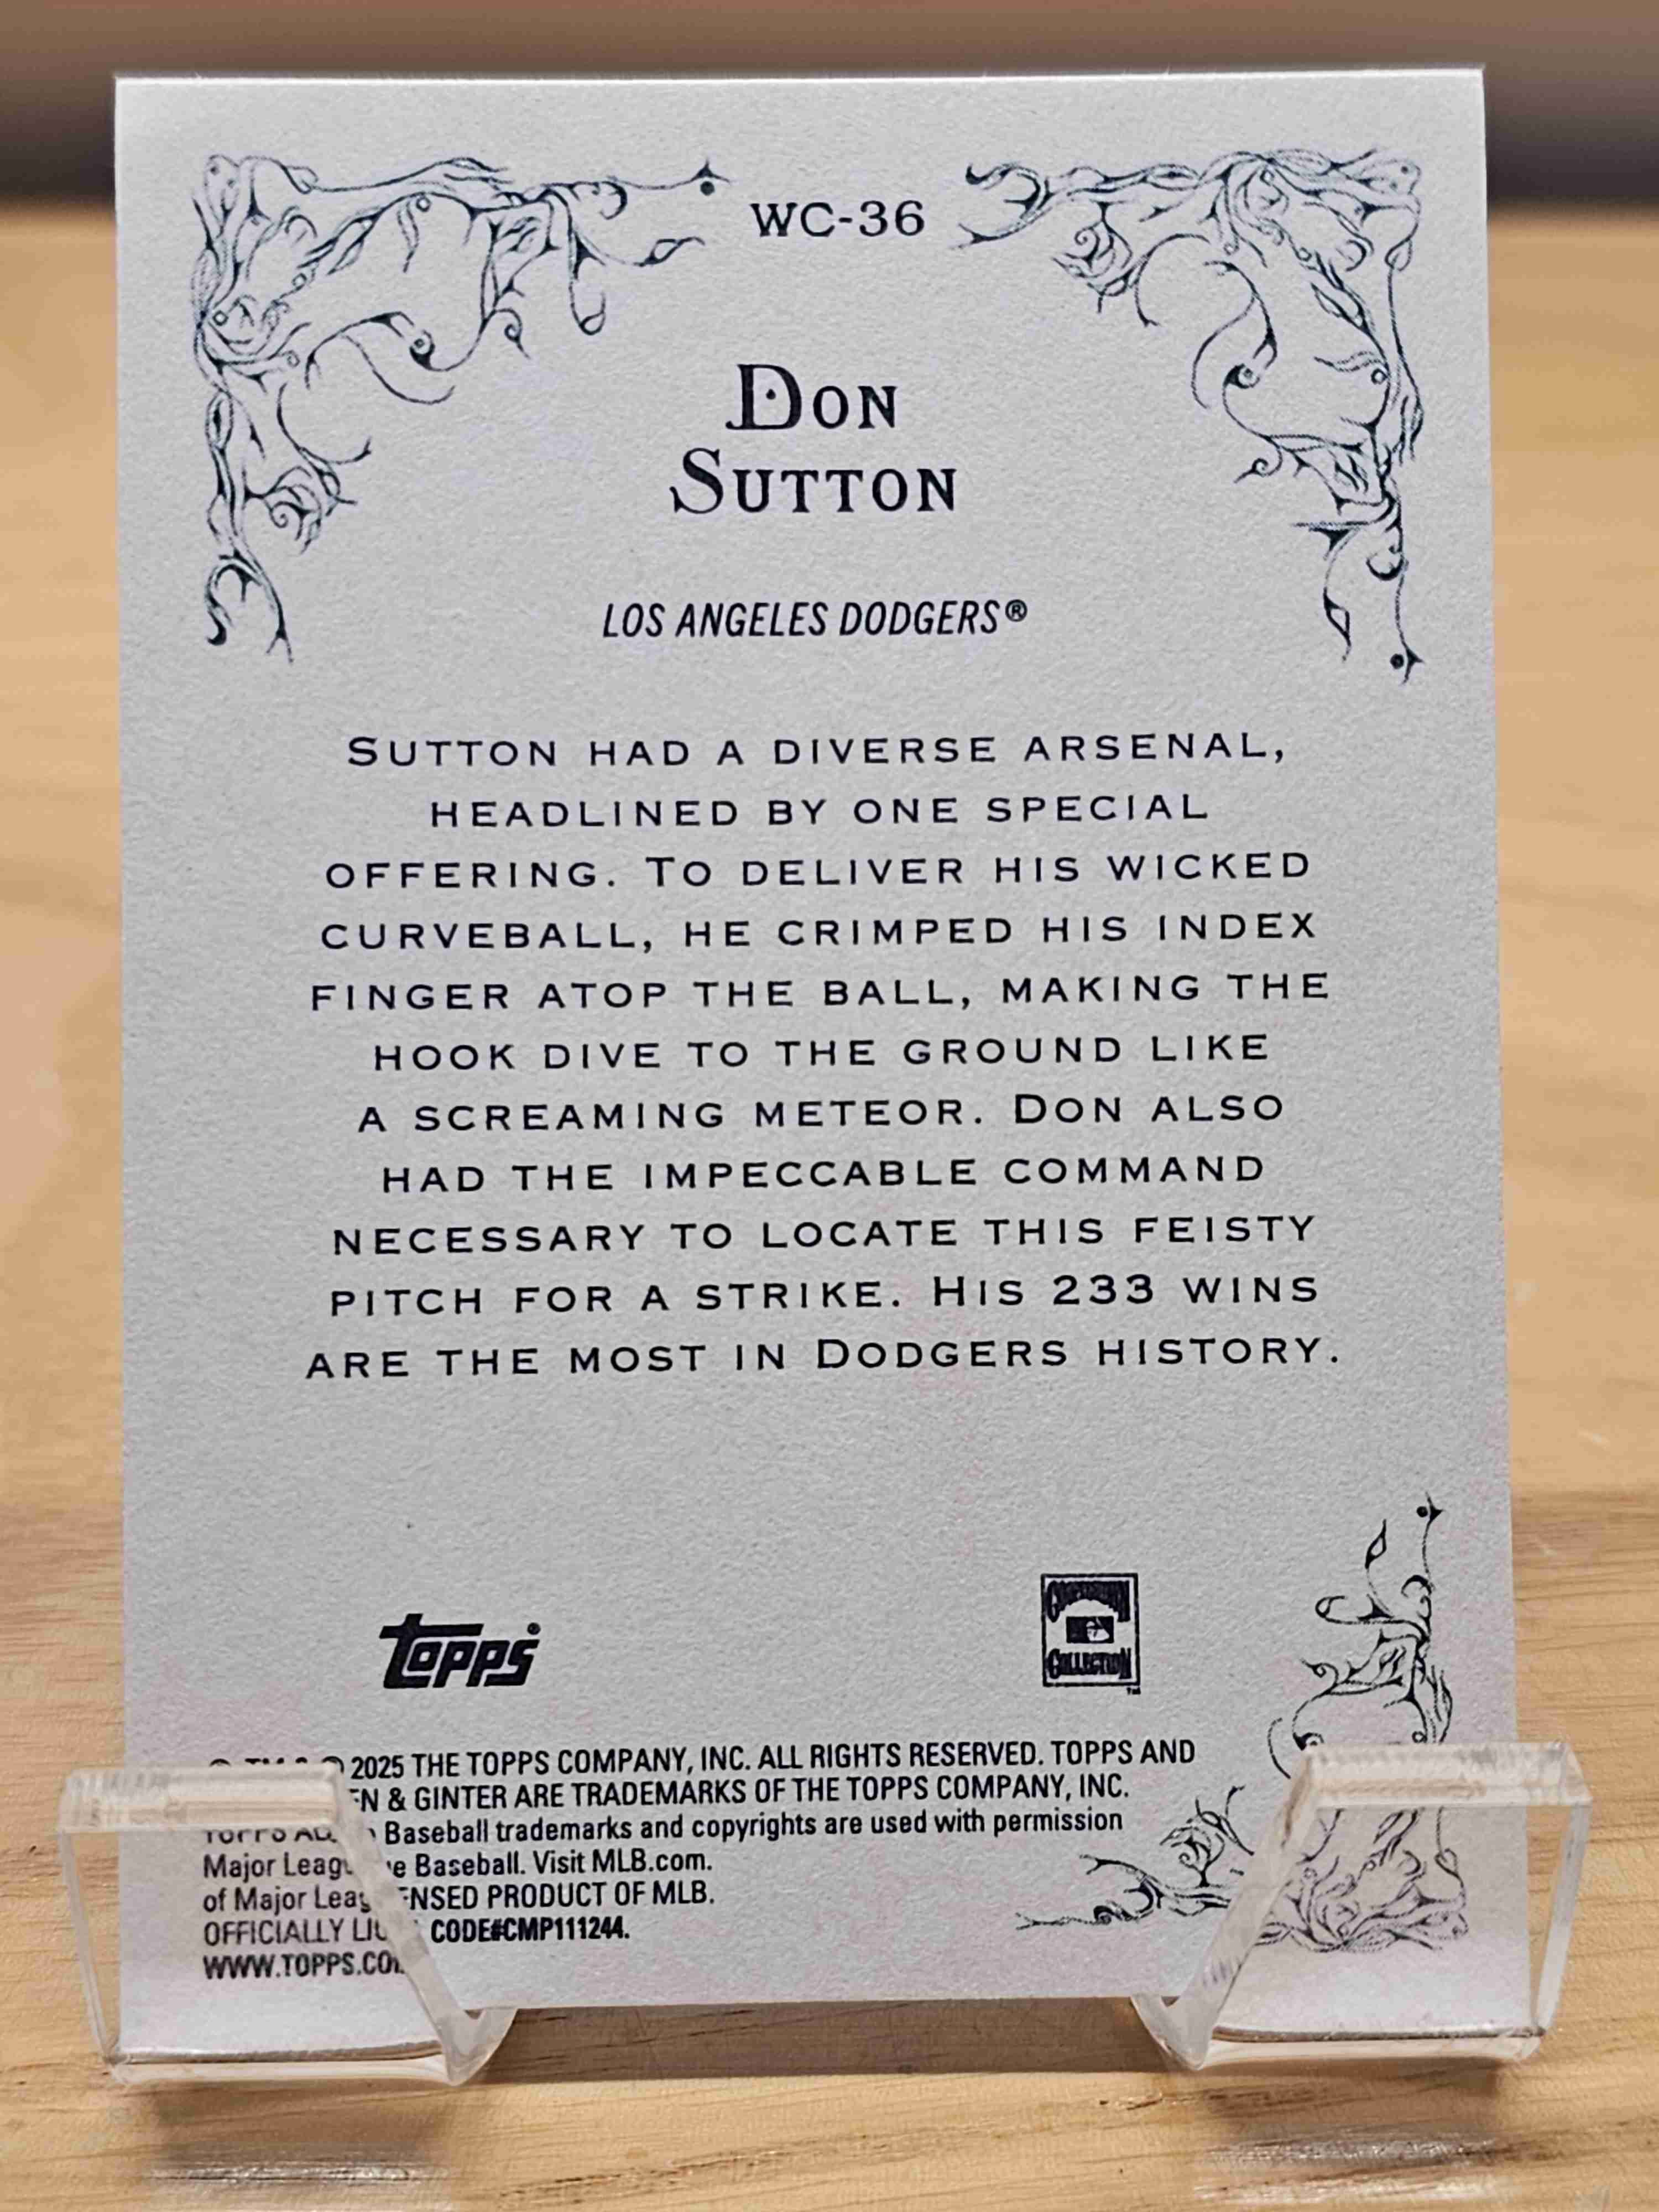 WC-36
DON
SUTTON
LOS ANGELES DODGERS®
SUTTON HAD A DIVERSE ARSENAL,
HEADLINED BY ONE SPECIAL
OFFERING. TO DELIVER HIS WICKED
CURVEBALL, HE CRIMPED HIS INDEX
FINGER ATOP THE BALL, MAKING THE
HOOK DIVE TO THE GROUND LIKE
A SCREAMING METEOR. DON ALSO
HAD THE IMPECCABLE COMMAND
NECESSARY TO LOCATE THIS FEISTY
PITCH FOR A STRIKE. HIS 233 WINS
ARE THE MOST IN DODGERS HISTORY.
topps
COOPERSTOWN
COLLECTION
TM
2025 THE TOPPS COMPANY, INC. ALL RIGHTS RESERVED. TOPPS AND
& GINTER ARE TRADEMARKS OF THE TOPPS COMPANY, INC.
Baseball trademarks and copyrights are used with permission
Major Baseball. Visit MLB.com.
of Major PRODUCT OF MLB.
OFFICIALLY CODE#CMP111244.
WWW.TOPPS.CO